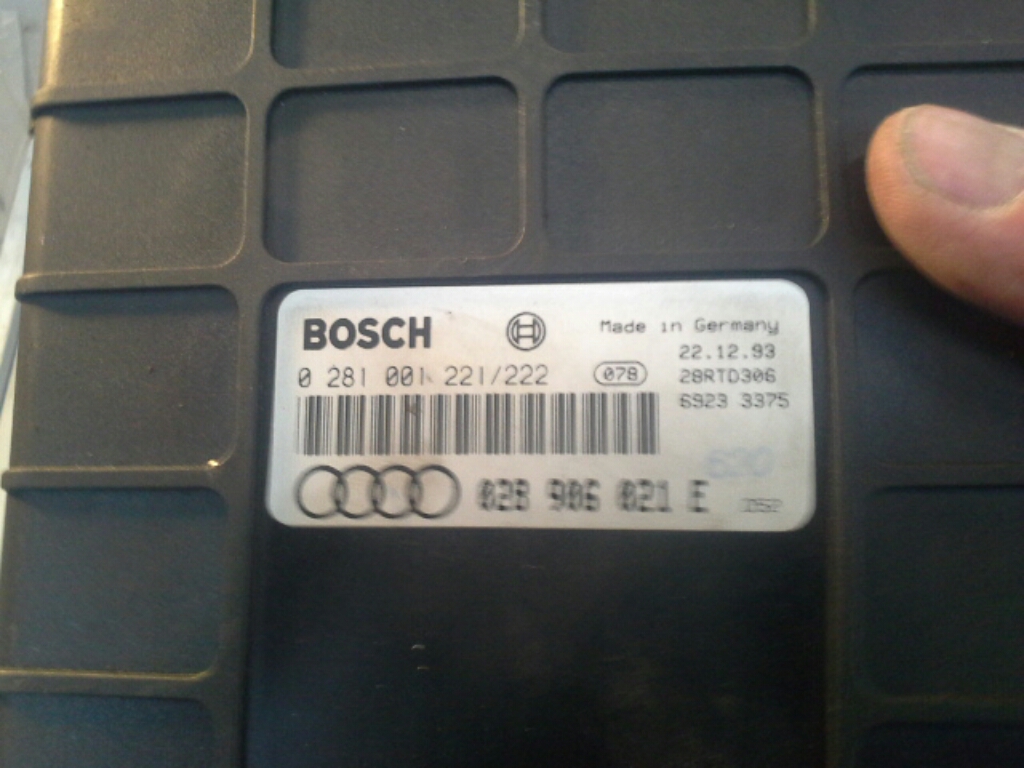 BOSCH
Made in Germany
22.12.93
0 281 001 221/222
078
28RTD306
6923 3375
630
028 906 021 E